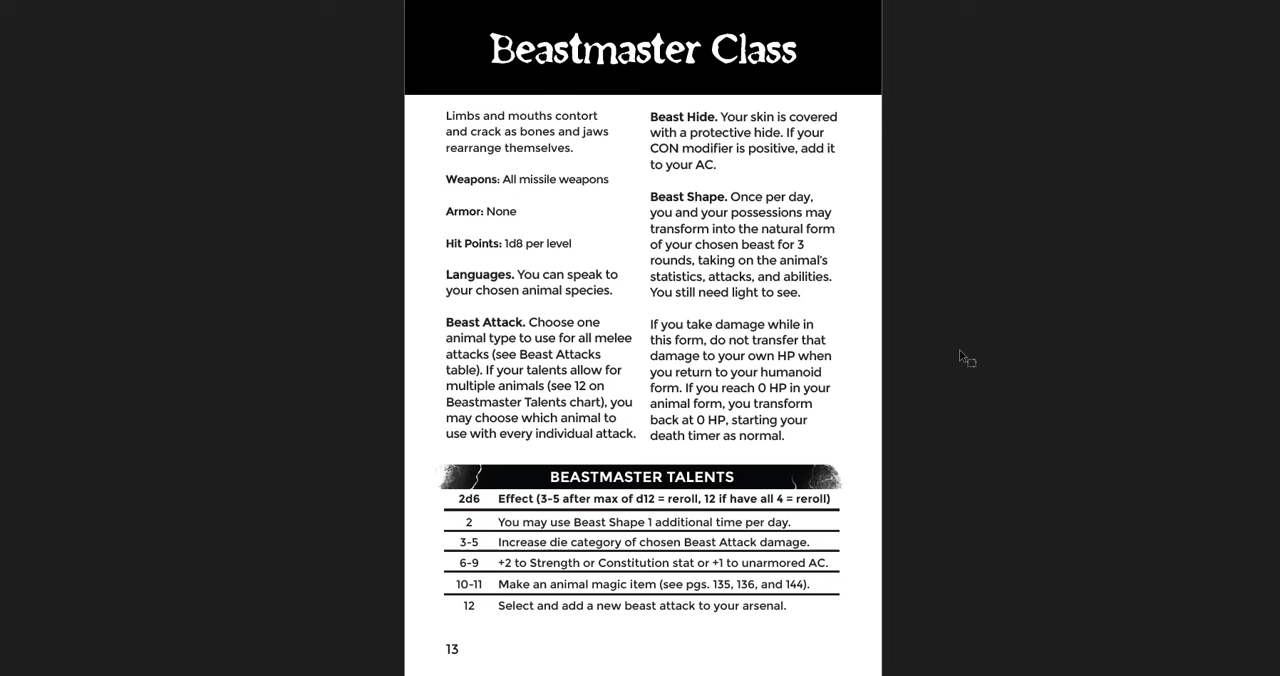 Beastmaster Class
Limbs and mouths contort
and crack as bones and jaws
rearrange themselves.
Weapons: All missile weapons
Armor: None
Hit Points: 1d8 per level
Languages. You can speak to
your chosen animal species.
Beast Attack. Choose one
animal type to use for all melee
attacks (see Beast Attacks
table). If your talents allow for
multiple animals (see 12 on
Beastmaster Talents chart), you
may choose which animal to
use with every individual attack.
Beast Hide. Your skin is covered
with a protective hide. If your
CON modifier is positive, add it
to your AC.
Beast Shape. Once per day,
you and your possessions may
transform into the natural form
of your chosen beast for 3
rounds, taking on the animal's
statistics, attacks, and abilities.
You still need light to see.
If you take damage while in
this form, do not transfer that
damage to your own HP when
you return to your humanoid
form. If you reach 0 HP in your
animal form, you transform
back at 0 HP, starting your
death timer as normal.
BEASTMASTER TALENTS
2d6 Effect (3-5 after max of d12 = reroll, 12 if have all 4 = reroll)
2 You may use Beast Shape 1 additional time per day.
3-5 Increase die category of chosen Beast Attack damage.
6-9 +2 to Strength or Constitution stat or +1 to unarmored AC.
10-11 Make an animal magic item (see pgs. 135, 136, and 144).
12 Select and add a new beast attack to your arsenal.
13